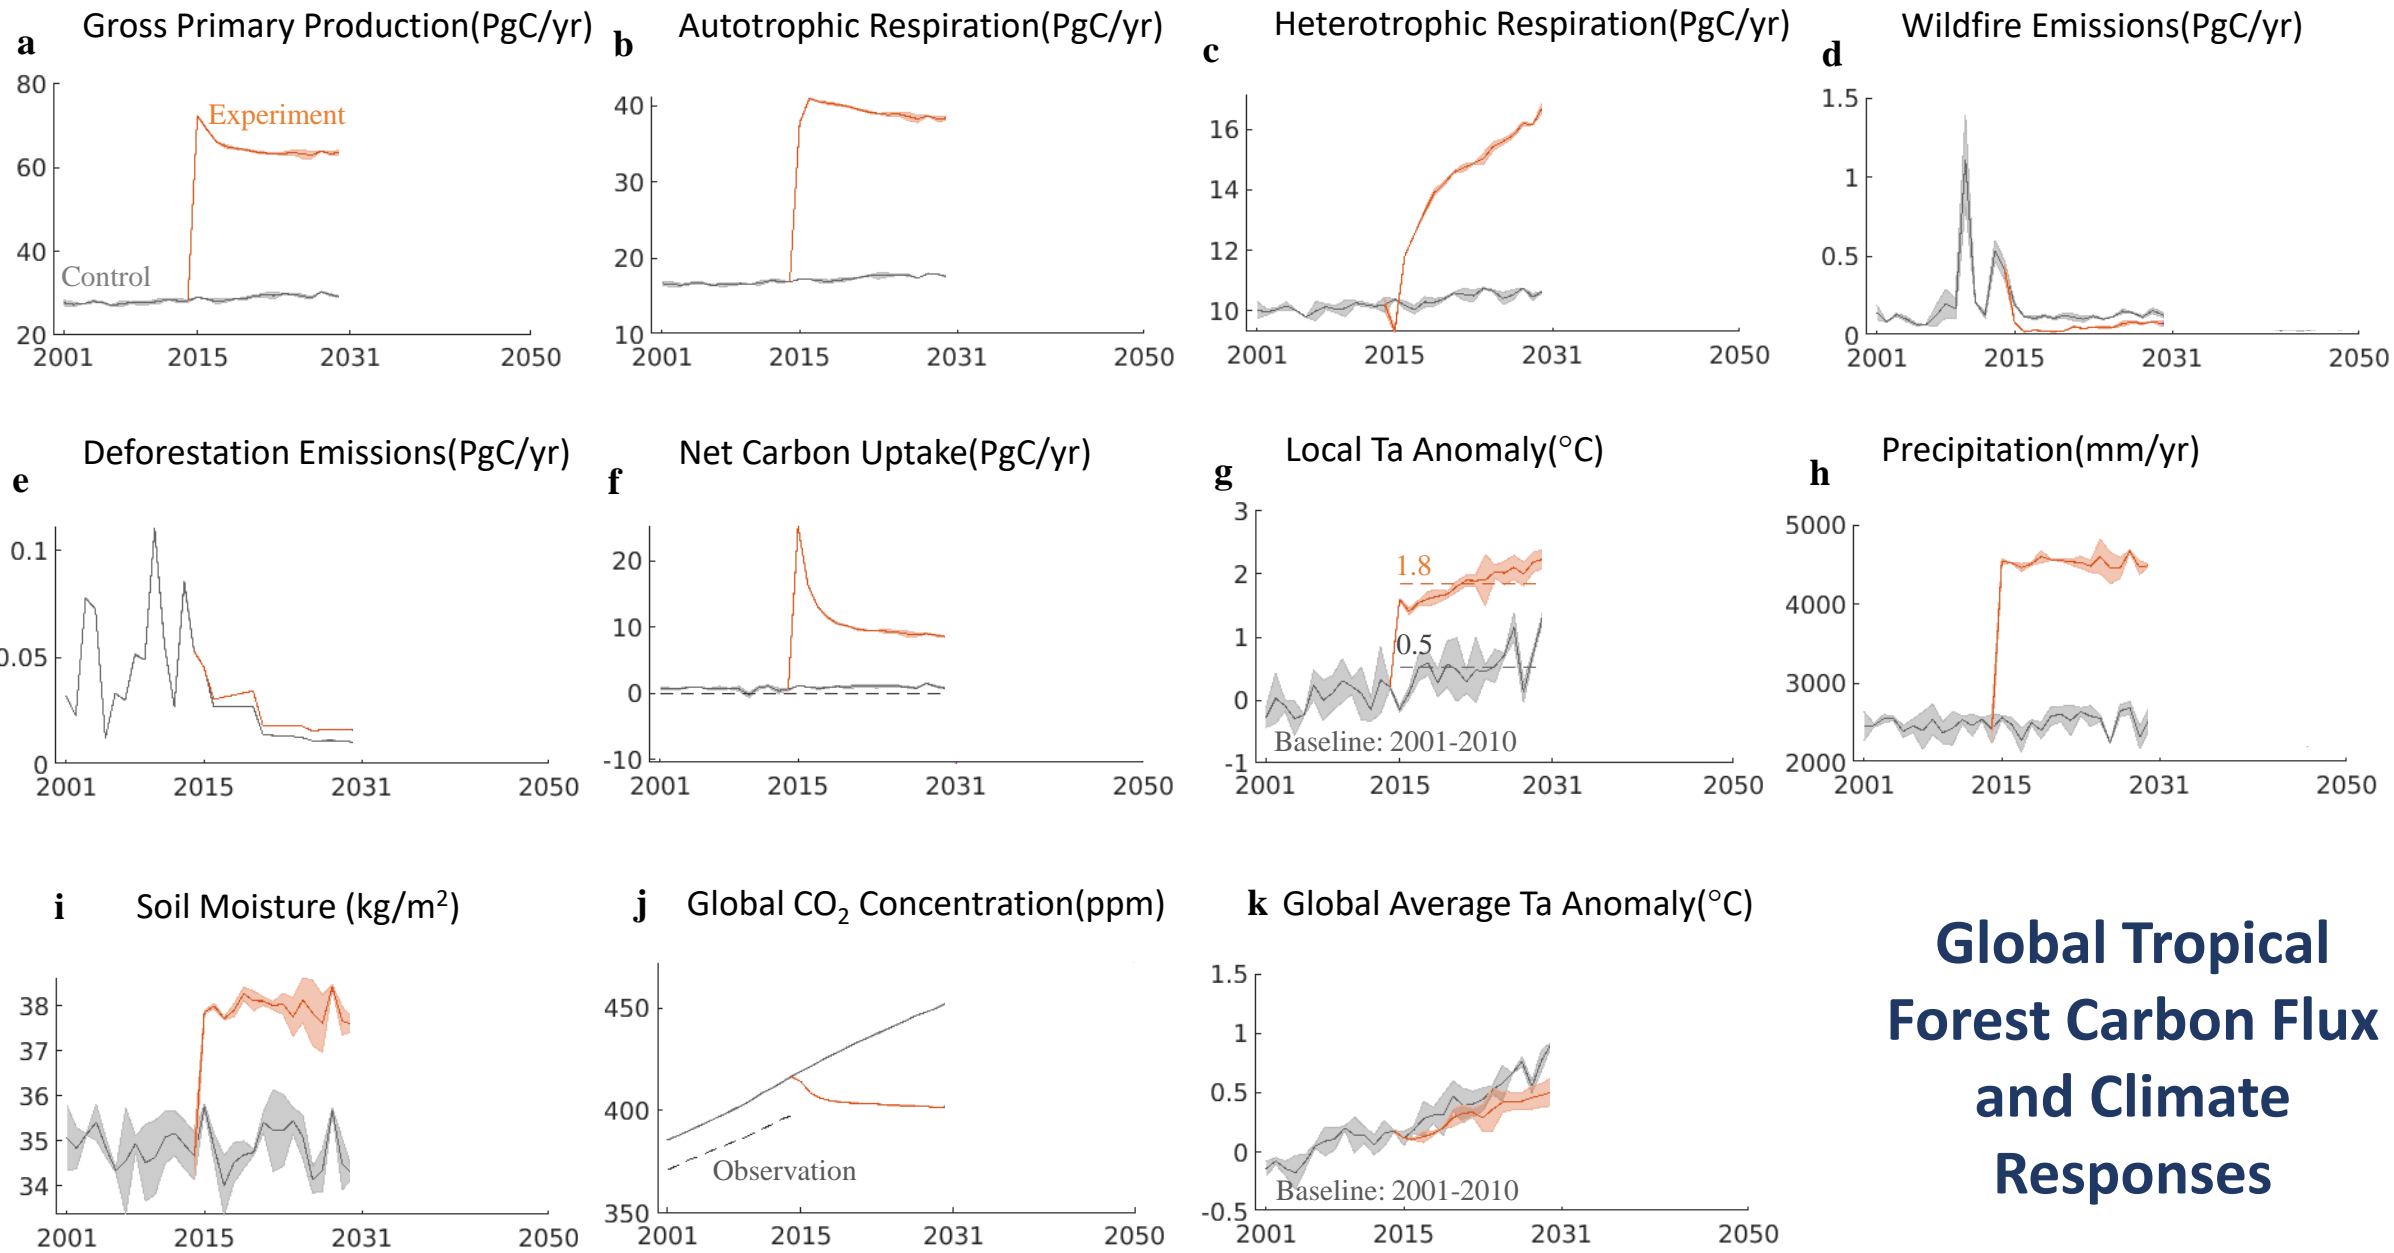 a Gross Primary Production(PgC/yr)
80
60
40
20
Experiment
Control
2001 2015 2031 2050
b Autotrophic Respiration(PgC/yr)
40
30
20
10
2001 2015 2031 2050
c Heterotrophic Respiration(PgC/yr)
16
14
12
10
2001 2015 2031 2050
d Wildfire Emissions(PgC/yr)
1.5
1
0.5
0
2001 2015 2031 2050
e Deforestation Emissions(PgC/yr)
0.1
0.05
0
2001 2015 2031 2050
f Net Carbon Uptake(PgC/yr)
20
10
0
-10
2001 2015 2031 2050
g Local Ta Anomaly(°C)
3
2
1
0
-1
1.8
0.5
Baseline: 2001-2010
2001 2015 2031 2050
h Precipitation(mm/yr)
5000
4000
3000
2000
2001 2015 2031 2050
i Soil Moisture (kg/m²)
38
37
36
35
34
2001 2015 2031 2050
j Global CO₂ Concentration(ppm)
450
400
350
Observation
2001 2015 2031 2050
k Global Average Ta Anomaly(°C)
1.5
1
0.5
0
-0.5
Baseline: 2001-2010
2001 2015 2031 2050
Global Tropical
Forest Carbon Flux
and Climate
Responses